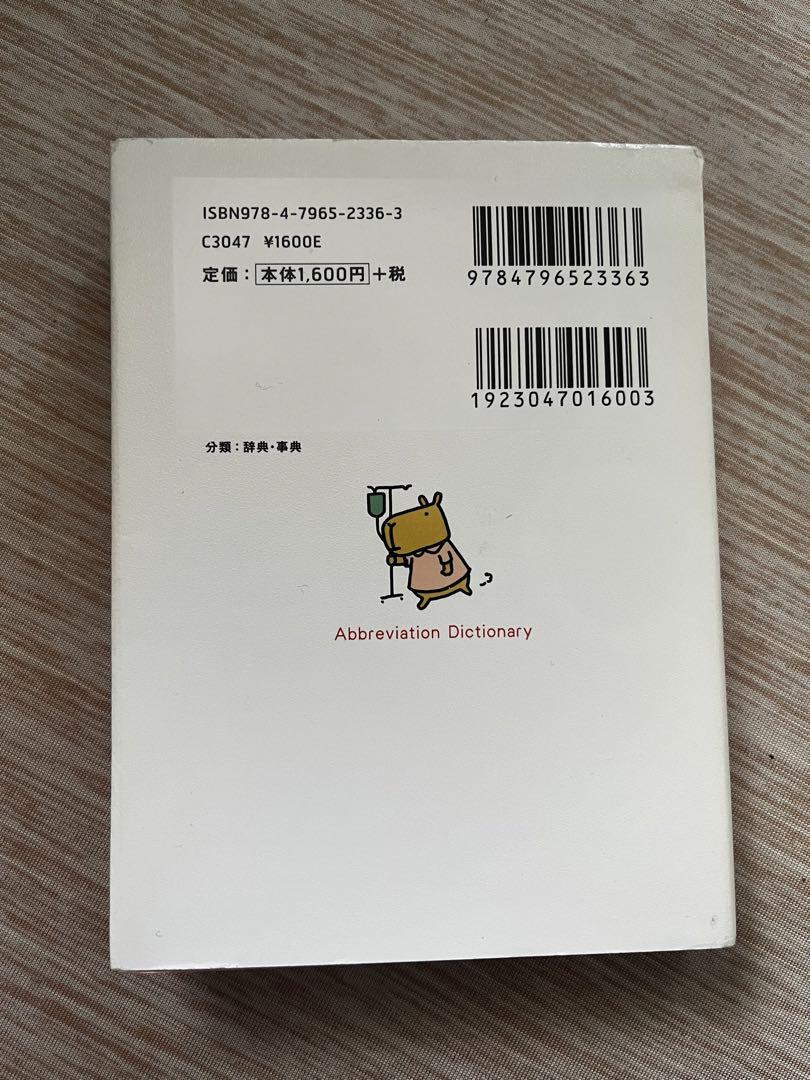 ISBN978-4-7965-2336-3
C3047 ¥1600E
定価：本体1,600円+税
9784796523363
1923047016003
分類：辞典・事典
Abbreviation Dictionary